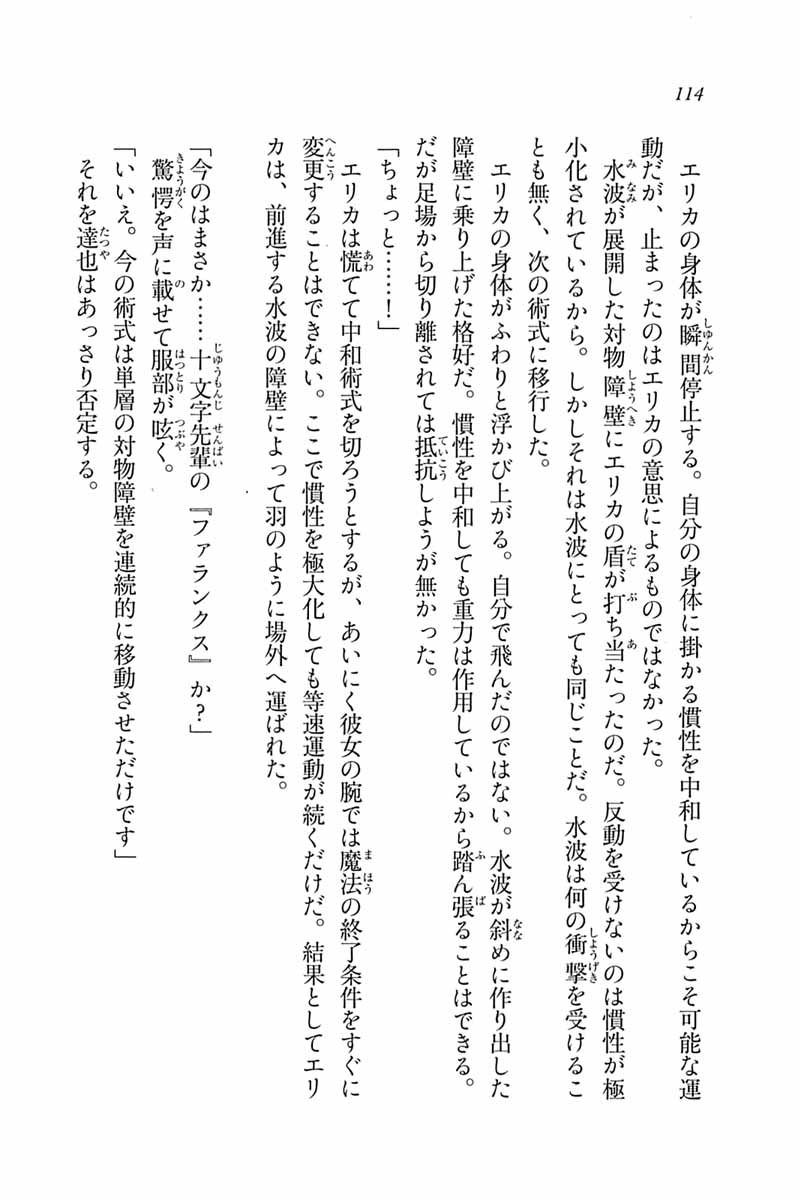 114
エリカの身体が瞬間停止する。自分の身体に掛かる慣性を中和しているからこそ可能な運
動だが、止まったのはエリカの意思によるものではなかった。
水波が展開した対物障壁にエリカの盾が打ち当たったのだ。反動を受けないのは慣性が極
小化されているから。しかしそれは水波にとっても同じことだ。水波は何の衝撃を受けるこ
とも無く、次の術式に移行した。
エリカの身体がふわりと浮かび上がる。自分で飛んだのではない。水波が斜めに作り出した
障壁に乗り上げた格好だ。慣性を中和しても重力は作用しているから踏ん張ることはできる。
だが足場から切り離されては抵抗しようが無かった。
「ちょっと……！」
エリカは慌てて中和術式を切ろうとするが、あいにく彼女の腕では魔法の終了条件をすぐに
変更することはできない。ここで慣性を極大化しても等速運動が続くだけだ。結果としてエリ
カは、前進する水波の障壁によって羽のように場外へ運ばれた。
「今のはまさか……十文字先輩の『ファランクス』か？」
驚愕を声に載せて服部が呟く。
「いいえ。今の術式は単層の対物障壁を連続的に移動させただけです」
それを達也はあっさり否定する。